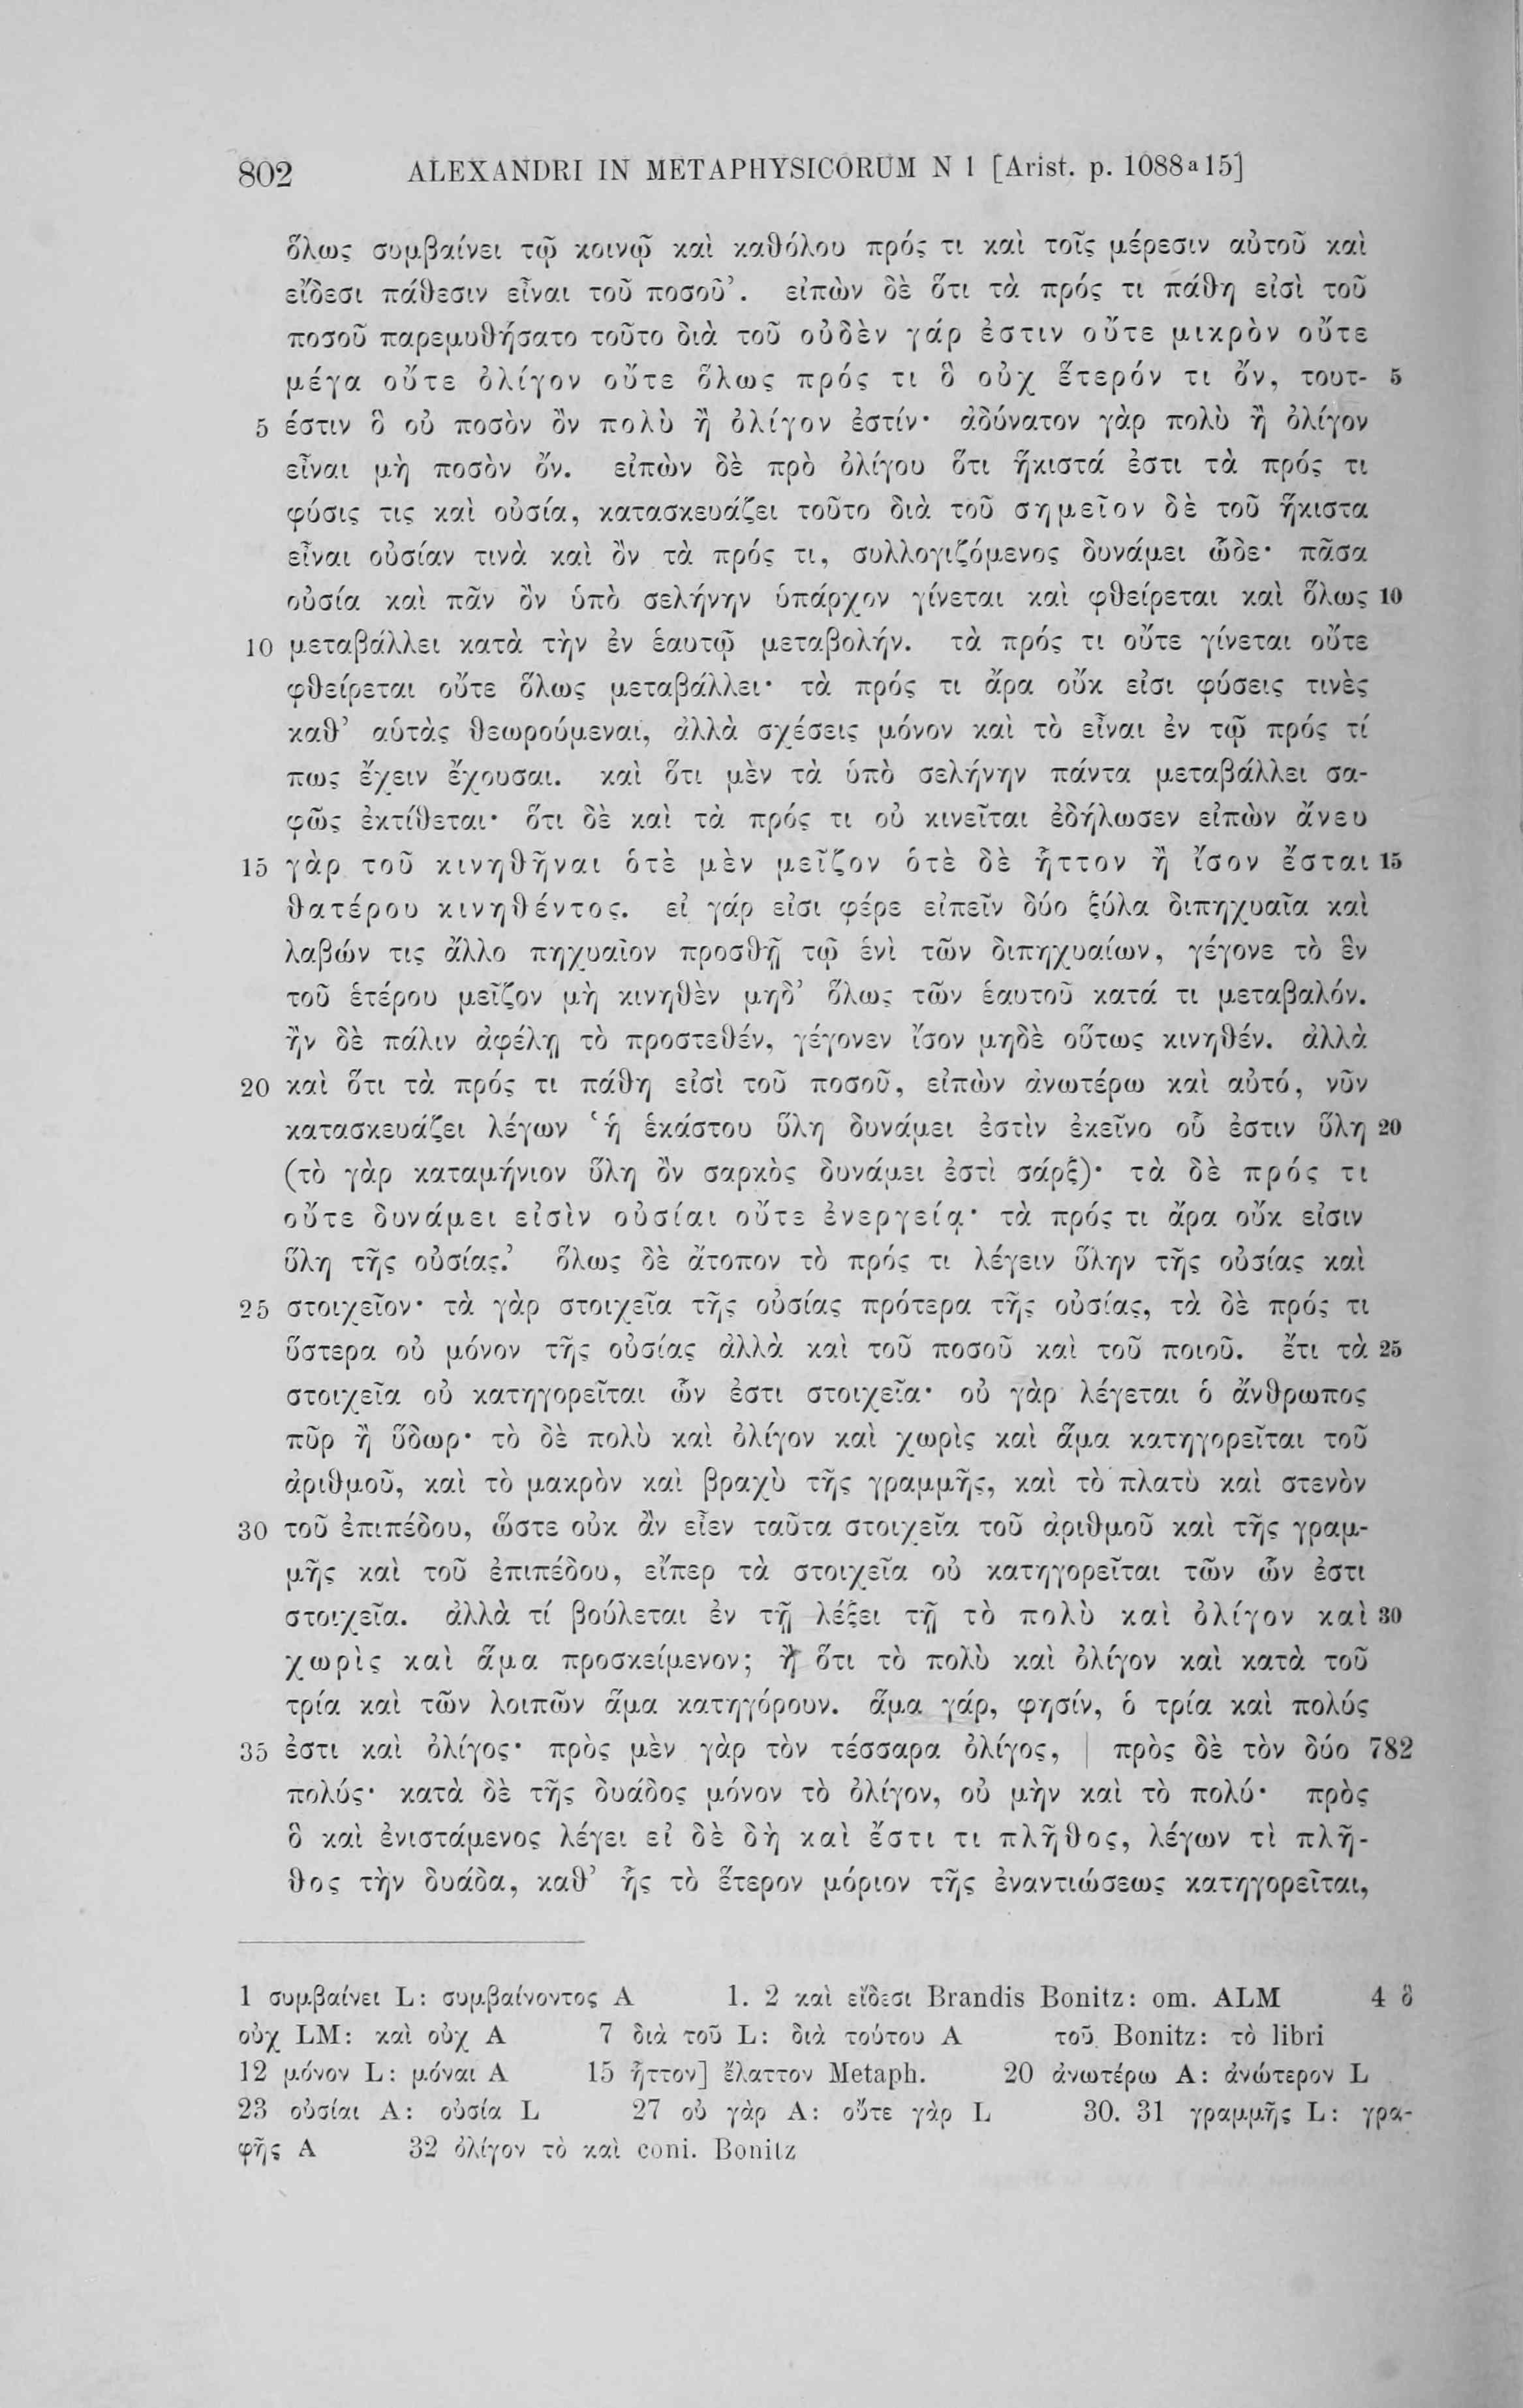 802 ALEXANDRI IN METAPHYSICORUM N 1 [Arist. p. 1088a15]
ὅλως συμβαίνει τῷ κοινῷ καὶ καθόλου πρός τι καὶ τοῖς μέρεσιν αὐτοῦ καὶ
εἴδεσι πάθεσιν εἶναι τοῦ ποσοῦ’. εἰπὼν δὲ ὅτι τὰ πρός τι πάθη εἰσὶ τοῦ
ποσοῦ παρεμυθήσατο τοῦτο διὰ τοῦ οὐδὲν γάρ ἐστιν οὔτε μικρὸν οὔτε
μέγα οὔτε ὀλίγον οὔτε ὅλως πρός τι ὃ οὐχ ἕτερόν τι ὄν, τουτ- 5
5 έστιν ὃ οὐ ποσὸν ὂν πολὺ ἢ ὀλίγον ἐστίν· ἀδύνατον γὰρ πολὺ ἢ ὀλίγον
εἶναι μὴ ποσὸν ὄν. εἰπὼν δὲ πρὸ ὀλίγου ὅτι ἥκιστά ἐστι τὰ πρός τι
φύσις τις καὶ οὐσία, κατασκευάζει τοῦτο διὰ τοῦ σημεῖον δὲ τοῦ ἥκιστα
εἶναι οὐσίαν τινὰ καὶ ὂν τὰ πρός τι, συλλογιζόμενος δυνάμει ὧδε· πᾶσα
οὐσία καὶ πᾶν ὂν ὑπὸ σελήνην ὑπάρχον γίνεται καὶ φθείρεται καὶ ὅλως 10
10 μεταβάλλει κατὰ τὴν ἐν ἑαυτῷ μεταβολήν. τὰ πρός τι οὔτε γίνεται οὔτε
φθείρεται οὔτε ὅλως μεταβάλλει· τὰ πρός τι ἄρα οὔκ εἰσι φύσεις τινὲς
καθ’ αὑτὰς θεωρούμεναι, ἀλλὰ σχέσεις μόνον καὶ τὸ εἶναι ἐν τῷ πρός τί
πως ἔχειν ἔχουσαι. καὶ ὅτι μὲν τὰ ὑπὸ σελήνην πάντα μεταβάλλει σα-
φῶς ἐκτίθεται· ὅτι δὲ καὶ τὰ πρός τι οὐ κινεῖται ἐδήλωσεν εἰπὼν ἄνευ
15 γὰρ τοῦ κινηθῆναι ὁτὲ μὲν μεῖζον ὁτὲ δὲ ἧττον ἢ ἴσον ἔσται 15
θατέρου κινηθέντος. εἰ γάρ εἰσι φέρε εἰπεῖν δύο ξύλα διπηχυαῖα καὶ
λαβών τις ἄλλο πηχυαῖον προσθῇ τῷ ἑνὶ τῶν διπηχυαίων, γέγονε τὸ ἓν
τοῦ ἑτέρου μεῖζον μὴ κινηθὲν μηδ’ ὅλως τῶν ἑαυτοῦ κατά τι μεταβαλόν.
ἢν δὲ πάλιν ἀφέλῃ τὸ προστεθέν, γέγονεν ἴσον μηδὲ οὕτως κινηθέν. ἀλλὰ
20 καὶ ὅτι τὰ πρός τι πάθη εἰσὶ τοῦ ποσοῦ, εἰπὼν ἀνωτέρω καὶ αὐτό, νῦν
κατασκευάζει λέγων ‘ἡ ἑκάστου ὕλη δυνάμει ἐστὶν ἐκεῖνο οὗ ἐστιν ὕλη 20
(τὸ γὰρ καταμήνιον ὕλη ὂν σαρκὸς δυνάμει ἐστὶ σάρξ)· τὰ δὲ πρός τι
οὔτε δυνάμει εἰσὶν οὐσίαι οὔτε ἐνεργείᾳ· τὰ πρός τι ἄρα οὔκ εἰσιν
ὕλη τῆς οὐσίας.’ ὅλως δὲ ἄτοπον τὸ πρός τι λέγειν ὕλην τῆς οὐσίας καὶ
25 στοιχεῖον· τὰ γὰρ στοιχεῖα τῆς οὐσίας πρότερα τῆς οὐσίας, τὰ δὲ πρός τι
ὕστερα οὐ μόνον τῆς οὐσίας ἀλλὰ καὶ τοῦ ποσοῦ καὶ τοῦ ποιοῦ. ἔτι τὰ 25
στοιχεῖα οὐ κατηγορεῖται ὧν ἐστι στοιχεῖα· οὐ γὰρ λέγεται ὁ ἄνθρωπος
πῦρ ἢ ὕδωρ· τὸ δὲ πολὺ καὶ ὀλίγον καὶ χωρὶς καὶ ἅμα κατηγορεῖται τοῦ
ἀριθμοῦ, καὶ τὸ μακρὸν καὶ βραχὺ τῆς γραμμῆς, καὶ τὸ πλατὺ καὶ στενὸν
30 τοῦ ἐπιπέδου, ὥστε οὐκ ἂν εἶεν ταῦτα στοιχεῖα τοῦ ἀριθμοῦ καὶ τῆς γραμ-
μῆς καὶ τοῦ ἐπιπέδου, εἴπερ τὰ στοιχεῖα οὐ κατηγορεῖται τῶν ὧν ἐστι
στοιχεῖα. ἀλλὰ τί βούλεται ἐν τῇ λέξει τῇ τὸ πολὺ καὶ ὀλίγον καὶ 30
χωρὶς καὶ ἅμα προσκείμενον; ἢ ὅτι τὸ πολὺ καὶ ὀλίγον καὶ κατὰ τοῦ
τρία καὶ τῶν λοιπῶν ἅμα κατηγόρουν. ἅμα γάρ, φησίν, ὁ τρία καὶ πολύς
35 ἐστι καὶ ὀλίγος· πρὸς μὲν γὰρ τὸν τέσσαρα ὀλίγος, | πρὸς δὲ τὸν δύο 782
πολύς· κατὰ δὲ τῆς δυάδος μόνον τὸ ὀλίγον, οὐ μὴν καὶ τὸ πολύ· πρὸς
ὃ καὶ ἐνιστάμενος λέγει εἰ δὲ δὴ καὶ ἔστι τι πλῆθος, λέγων τὶ πλῆ-
θος τὴν δυάδα, καθ’ ἧς τὸ ἕτερον μόριον τῆς ἐναντιώσεως κατηγορεῖται,
1 συμβαίνει L: συμβαίνοντος A 1. 2 καὶ εἴδεσι Brandis Bonitz: om. ALM 4 ὃ
οὐχ LM: καὶ οὐχ A 7 διὰ τοῦ L: διὰ τούτου A τοῦ Bonitz: τὸ libri
12 μόνον L: μόναι A 15 ἧττον] ἔλαττον Metaph. 20 ἀνωτέρω A: ἀνώτερον L
23 οὐσίαι A: οὐσία L 27 οὐ γὰρ A: οὔτε γὰρ L 30. 31 γραμμῆς L: γρα-
φῆς A 32 ὀλίγον τὸ καὶ coni. Bonitz